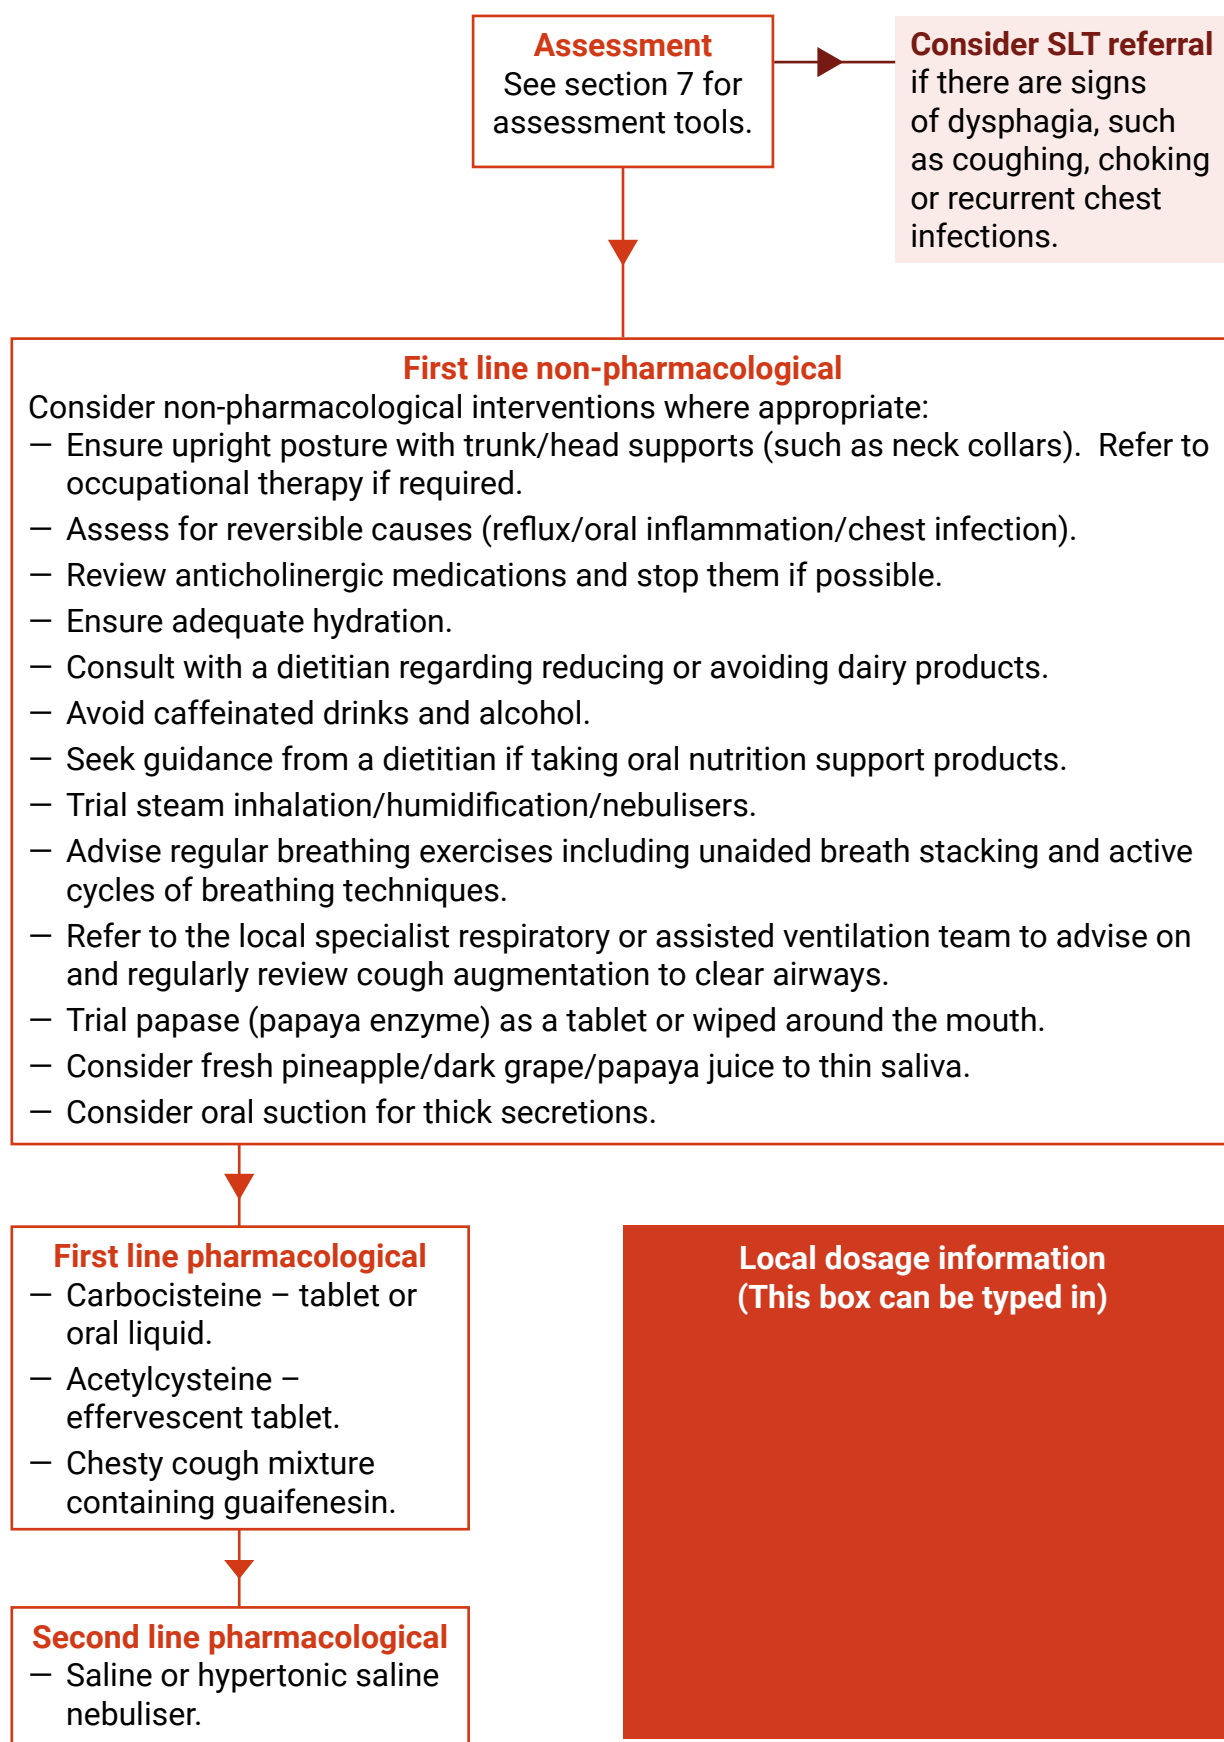 Assessment
See section 7 for
assessment tools.
Consider SLT referral
if there are signs
of dysphagia, such
as coughing, choking
or recurrent chest
infections.
First line non-pharmacological
Consider non-pharmacological interventions where appropriate:
— Ensure upright posture with trunk/head supports (such as neck collars).  Refer to
occupational therapy if required.
— Assess for reversible causes (reflux/oral inflammation/chest infection).
— Review anticholinergic medications and stop them if possible.
— Ensure adequate hydration.
— Consult with a dietitian regarding reducing or avoiding dairy products.
— Avoid caffeinated drinks and alcohol.
— Seek guidance from a dietitian if taking oral nutrition support products.
— Trial steam inhalation/humidification/nebulisers.
— Advise regular breathing exercises including unaided breath stacking and active
cycles of breathing techniques.
— Refer to the local specialist respiratory or assisted ventilation team to advise on
and regularly review cough augmentation to clear airways.
— Trial papase (papaya enzyme) as a tablet or wiped around the mouth.
— Consider fresh pineapple/dark grape/papaya juice to thin saliva.
— Consider oral suction for thick secretions.
First line pharmacological
— Carbocisteine – tablet or
oral liquid.
— Acetylcysteine –
effervescent tablet.
— Chesty cough mixture
containing guaifenesin.
Local dosage information
(This box can be typed in)
Second line pharmacological
— Saline or hypertonic saline
nebuliser.